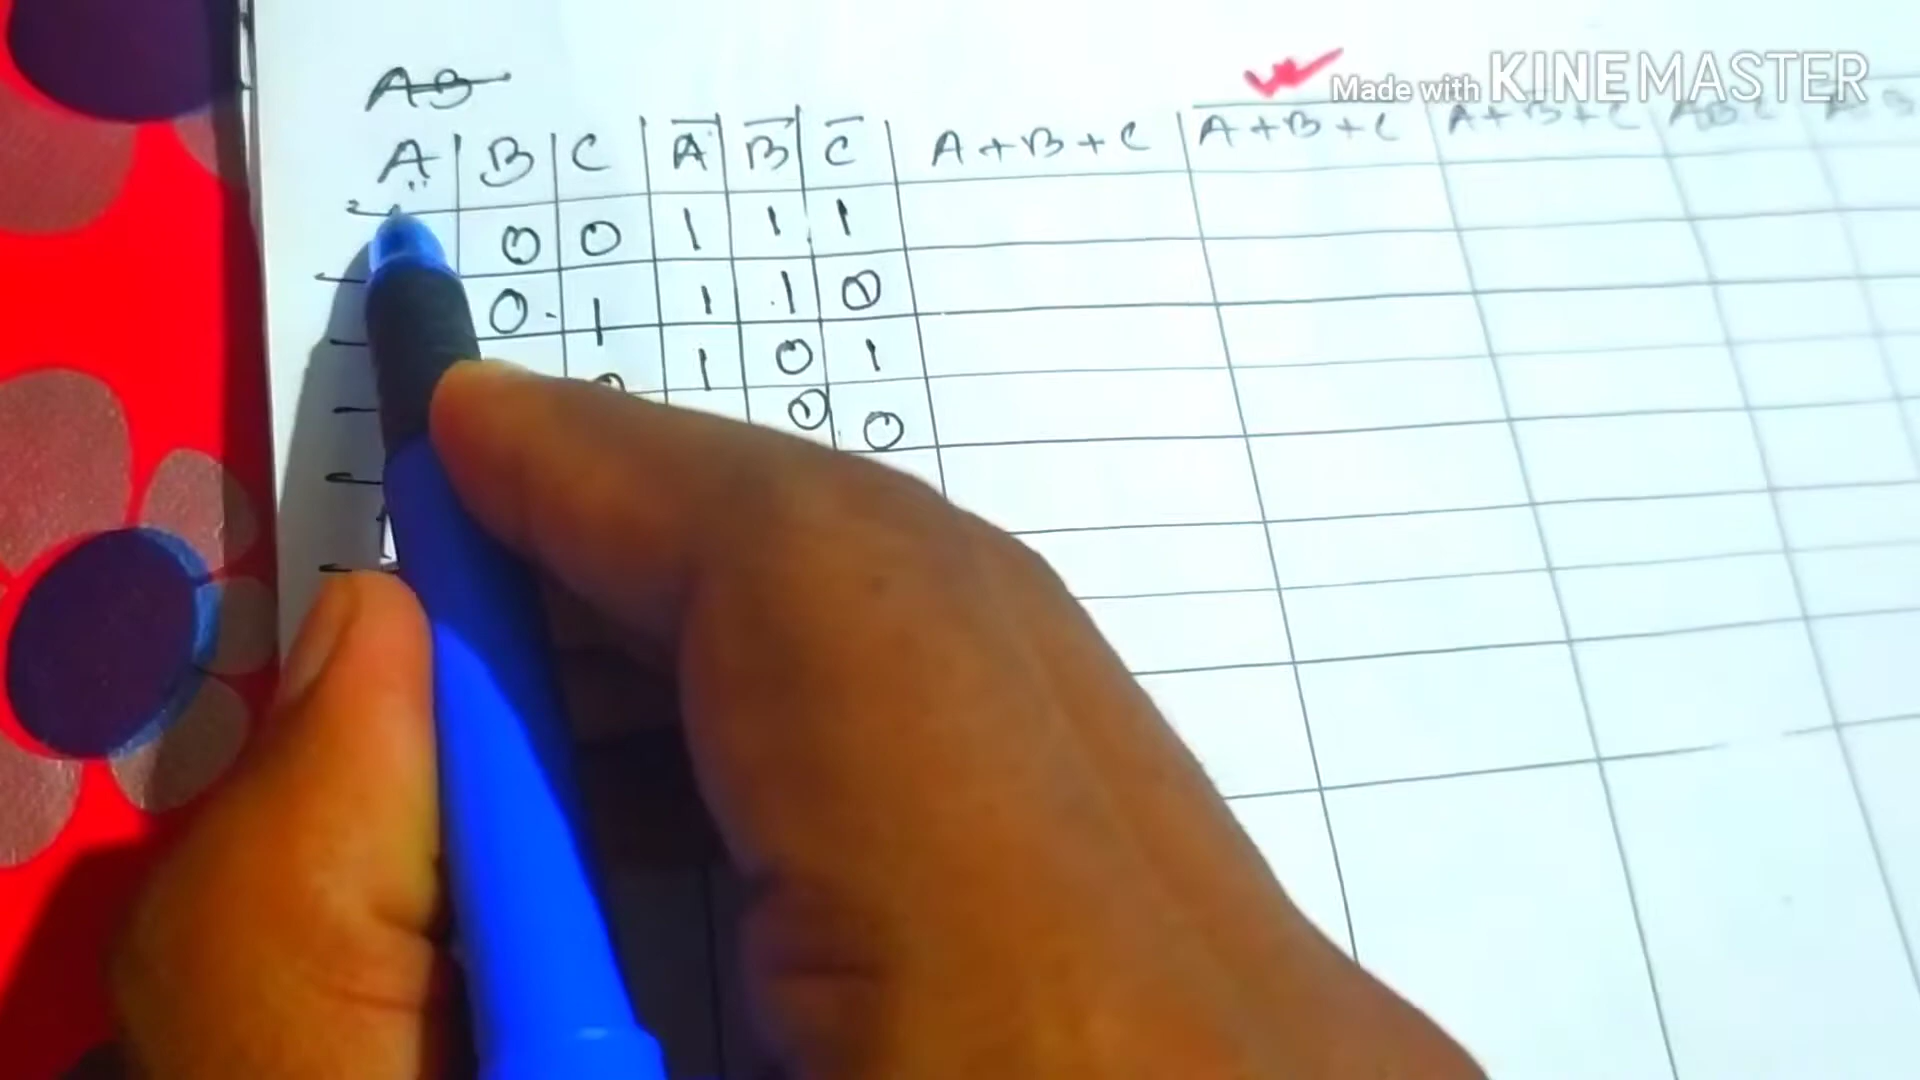 Made with KINEMASTER
AB
A B C A̅ B̅ C̅ A+B+C \overline{A+B+C}
0 0 1 1 1
0 1 1 1 0
1 0 1
0 0